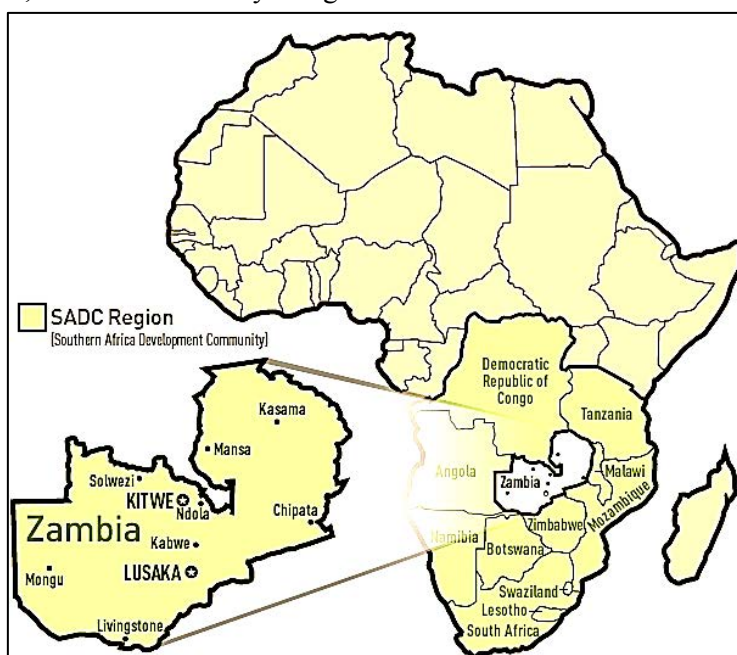 SADC Region
[Southern Africa Development Community]
Democratic
Republic of
Congo
Tanzania
Angola
Zambia
Malawi
Mozambique
Zimbabwe
Namibia
Botswana
Swaziland
Lesotho
South Africa
Kasama
Mansa
Solwezi
KITWE
Ndola
Chipata
Zambia
Kabwe
LUSAKA
Mongu
Livingstone